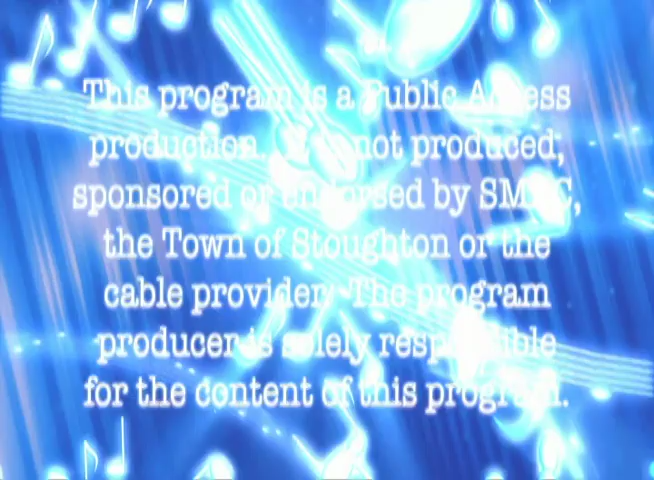 This program is a Public Access
production. It is not produced,
sponsored or endorsed by
the Town of Stoughton or the
cable provider. The program
producer is solely responsible
for the content of this program.